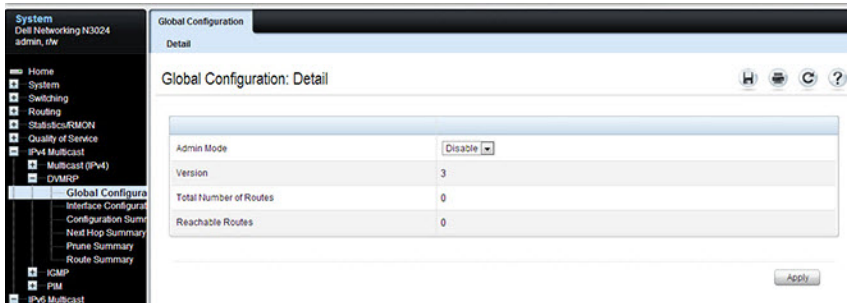 System
Dell Networking N3024
admin, r/w
Home
System
Switching
Routing
Statistics/RMON
Quality of Service
IPv4 Multicast
Multicast (IPv4)
DVMRP
Global Configura
Interface Configurat
Configuration Summ
Next Hop Summary
Prune Summary
Route Summary
IGMP
PIM
IPv6 Multicast
Global Configuration
Detail
Global Configuration: Detail
Admin Mode Disable
Version 3
Total Number of Routes 0
Reachable Routes 0
Apply